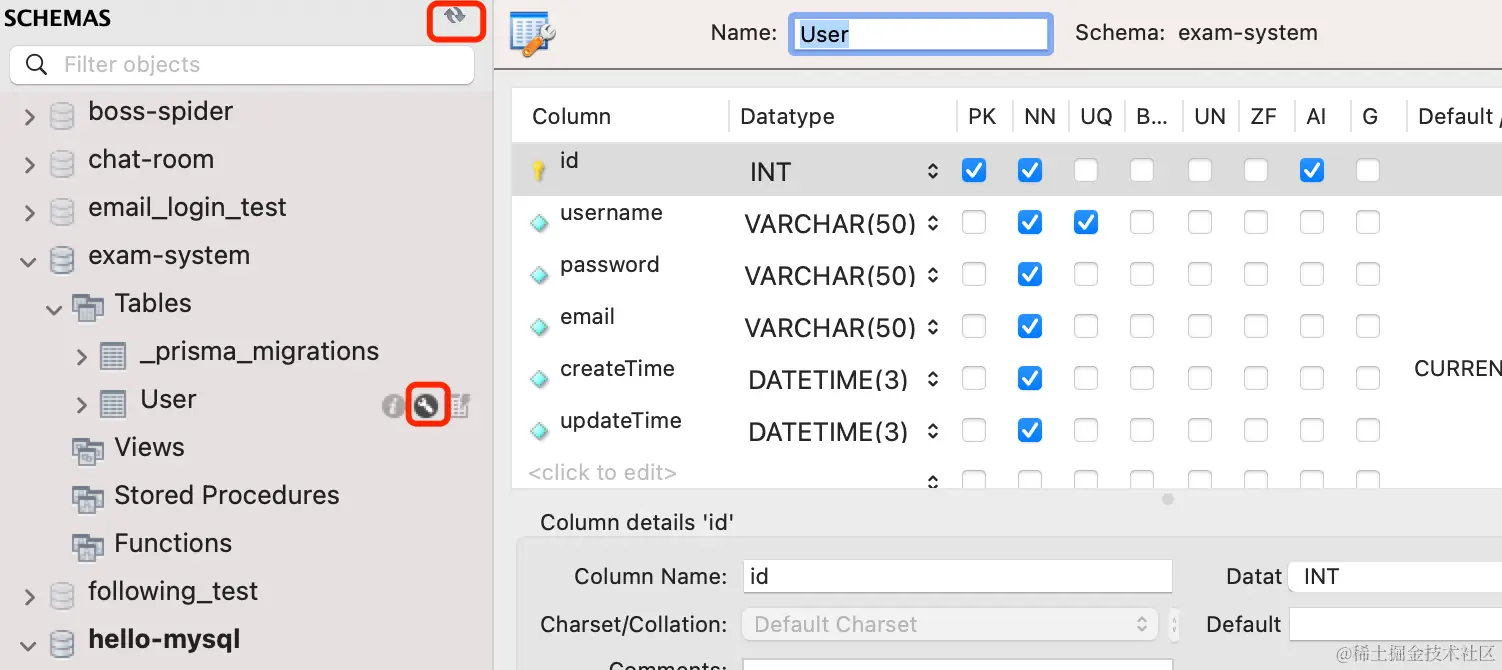 SCHEMAS
Filter objects
boss-spider
chat-room
email_login_test
exam-system
Tables
_prisma_migrations
User
Views
Stored Procedures
Functions
following_test
hello-mysql
Name: User Schema: exam-system
Column Datatype PK NN UQ B... UN ZF AI G Default /
id INT
username VARCHAR(50)
password VARCHAR(50)
email VARCHAR(50)
createTime DATETIME(3) CURREN
updateTime DATETIME(3)
<click to edit>
Column details 'id'
Column Name: id Datat INT
Charset/Collation: Default Charset Default
Comments:
@稀土掘金技术社区